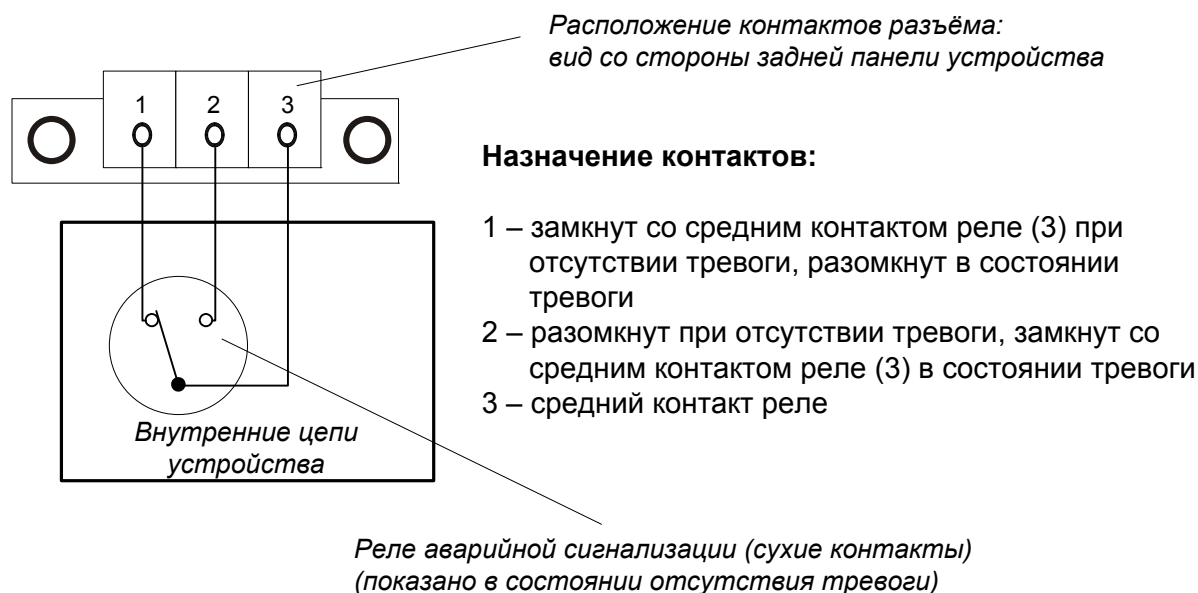 Расположение контактов разъёма:
вид со стороны задней панели устройства
1 2 3
Назначение контактов:
1 – замкнут со средним контактом реле (3) при
отсутствии тревоги, разомкнут в состоянии
тревоги
2 – разомкнут при отсутствии тревоги, замкнут со
средним контактом реле (3) в состоянии тревоги
3 – средний контакт реле
Внутренние цепи
устройства
Реле аварийной сигнализации (сухие контакты)
(показано в состоянии отсутствия тревоги)